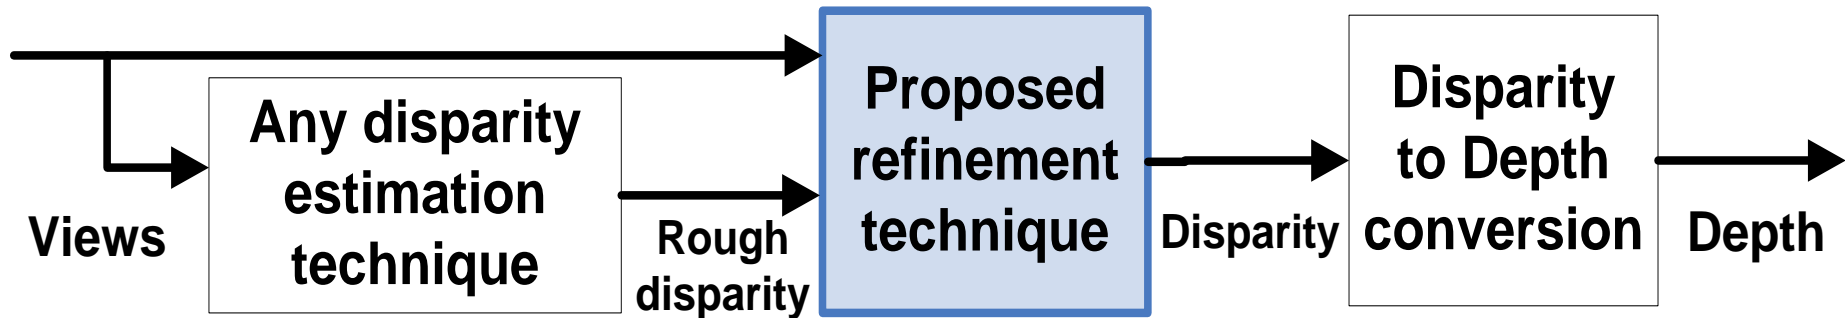 Views
Any disparity
estimation
technique
Rough
disparity
Proposed
refinement
technique
Disparity
Disparity
to Depth
conversion
Depth